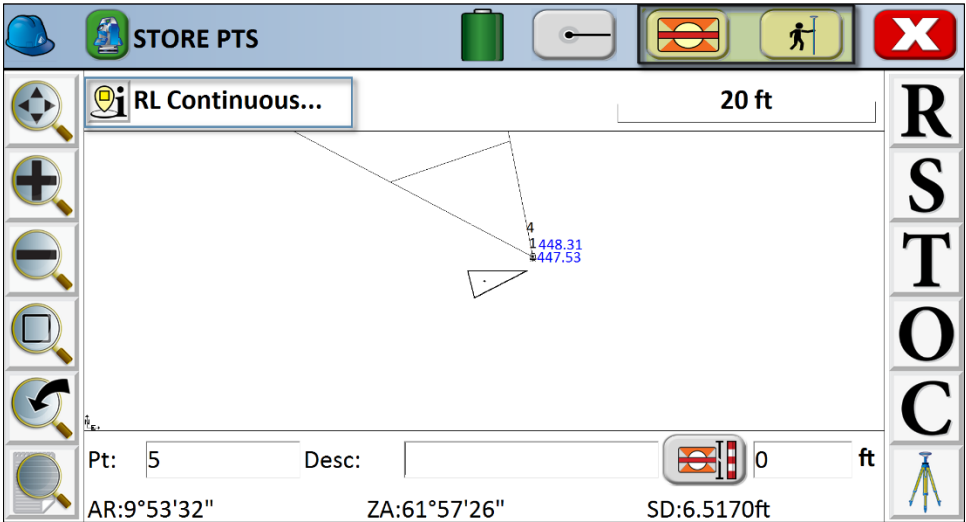 STORE PTS
RL Continuous...
20 ft
R
S
T
O
C
4
1 448.31
447.53
N
E
Pt: 5 Desc: 0 ft
AR:9°53'32" ZA:61°57'26" SD:6.5170ft